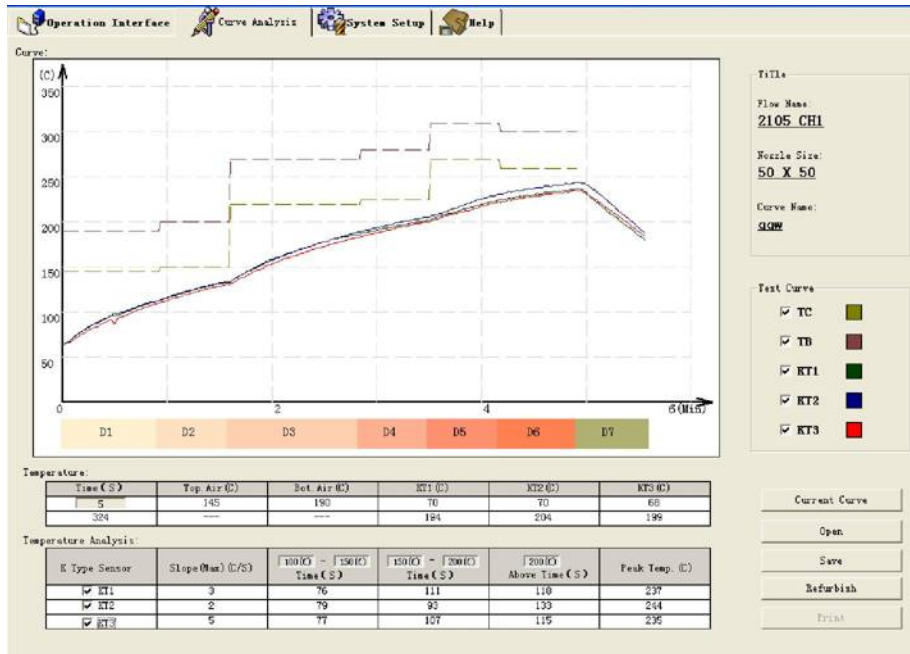 Operation Interface Curve Analysis System Setup Help
Curve:
(C)
350
300
250
200
150
100
50
0 2 4 6(Min)
D1 D2 D3 D4 D5 D6 D7
Title
Flow Name:
2105 CH1
Nozzle Size:
50 X 50
Curve Name:
qqw
Test Curve
TC
TB
KT1
KT2
KT3
Temperature:
Time(S) Top.Air(C) Bot.Air(C) KT1(C) KT2(C) KT3(C)
5 145 190 70 70 68
324 --- --- 194 204 199
Temperature Analysis:
K Type Sensor Slope(Max)(C/S) 100(C) - 150(C) Time(S) 150(C) - 200(C) Time(S) 200(C) Above Time(S) Peak Temp.(C)
KT1 3 76 111 118 237
KT2 2 79 93 133 244
KT3 5 77 107 115 235
Current Curve
Open
Save
Refurbish
Print